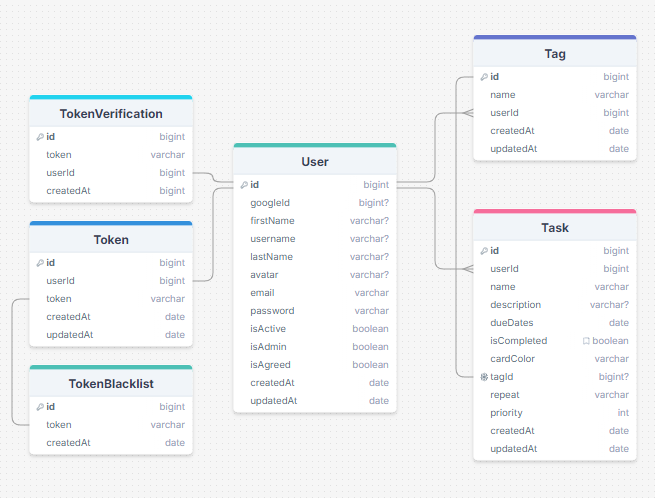 TokenVerification
id bigint
token varchar
userId bigint
createdAt bigint
Token
id bigint
userId bigint
token varchar
createdAt date
updatedAt date
TokenBlacklist
id bigint
token varchar
createdAt date
User
id bigint
googleId bigint?
firstName varchar?
username varchar?
lastName varchar?
avatar varchar?
email varchar
password varchar
isActive boolean
isAdmin boolean
isAgreed boolean
createdAt date
updatedAt date
Tag
id bigint
name varchar
userId bigint
createdAt date
updatedAt date
Task
id bigint
userId bigint
name varchar
description varchar?
dueDates date
isCompleted boolean
cardColor varchar
tagId bigint?
repeat varchar
priority int
createdAt date
updatedAt date